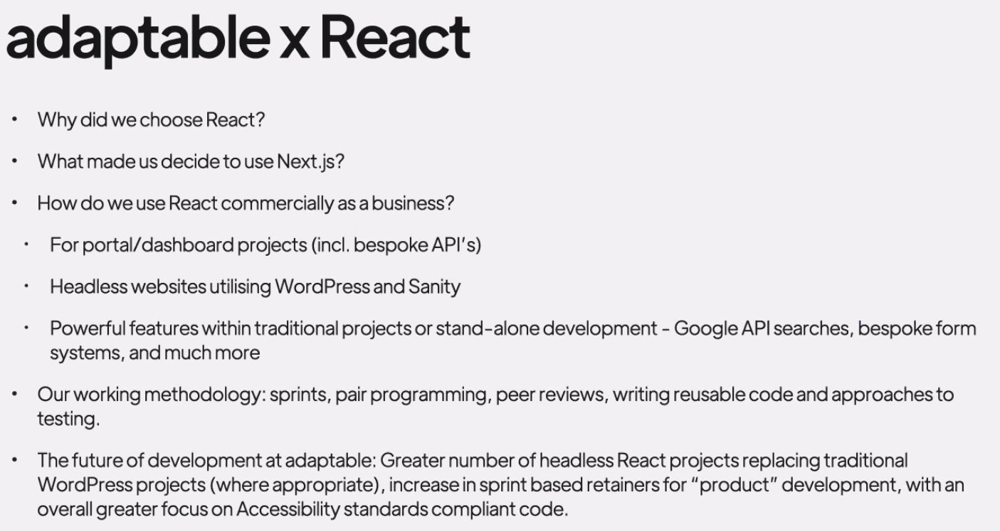 adaptable x React
• Why did we choose React?
• What made us decide to use Next.js?
• How do we use React commercially as a business?
• For portal/dashboard projects (incl. bespoke API's)
• Headless websites utilising WordPress and Sanity
• Powerful features within traditional projects or stand-alone development - Google API searches, bespoke form
systems, and much more
• Our working methodology: sprints, pair programming, peer reviews, writing reusable code and approaches to
testing.
• The future of development at adaptable: Greater number of headless React projects replacing traditional
WordPress projects (where appropriate), increase in sprint based retainers for “product” development, with an
overall greater focus on Accessibility standards compliant code.